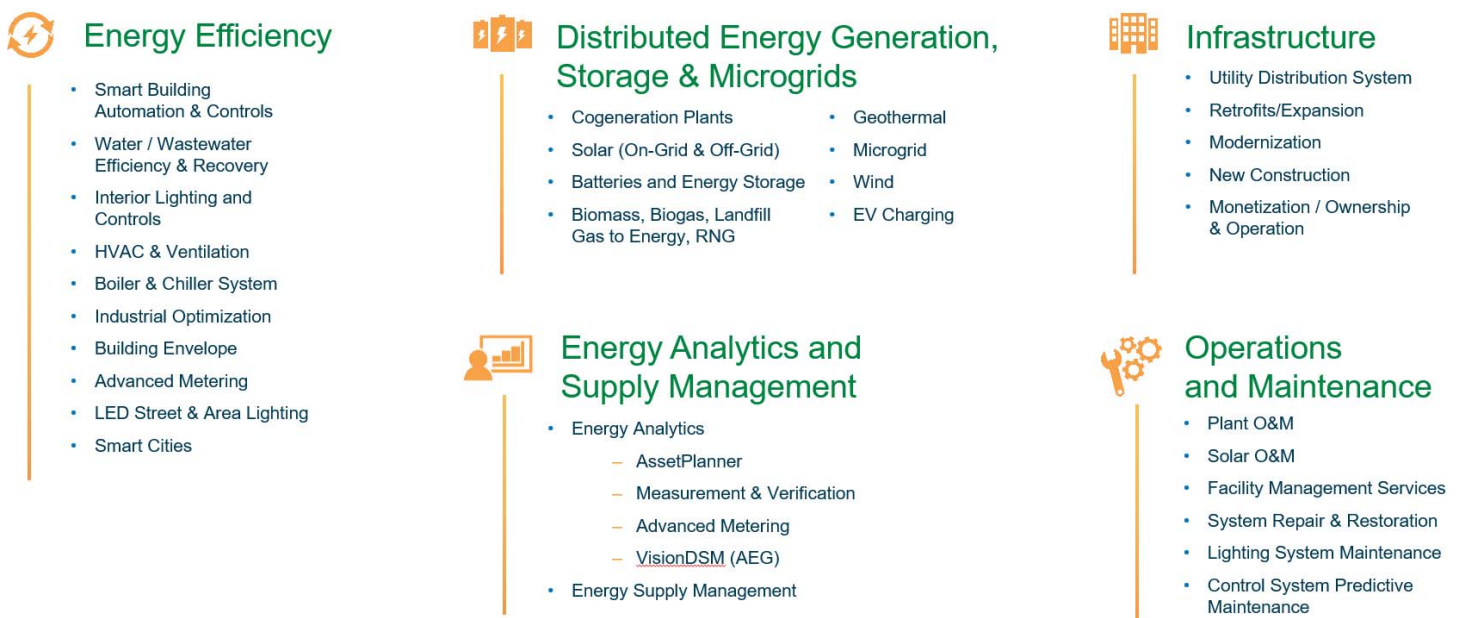 Energy Efficiency
• Smart Building
Automation & Controls
• Water / Wastewater
Efficiency & Recovery
• Interior Lighting and
Controls
• HVAC & Ventilation
• Boiler & Chiller System
• Industrial Optimization
• Building Envelope
• Advanced Metering
• LED Street & Area Lighting
• Smart Cities
Distributed Energy Generation,
Storage & Microgrids
• Cogeneration Plants
• Solar (On-Grid & Off-Grid)
• Batteries and Energy Storage
• Biomass, Biogas, Landfill
Gas to Energy, RNG
• Geothermal
• Microgrid
• Wind
• EV Charging
Infrastructure
• Utility Distribution System
• Retrofits/Expansion
• Modernization
• New Construction
• Monetization / Ownership
& Operation
Energy Analytics and
Supply Management
• Energy Analytics
– AssetPlanner
– Measurement & Verification
– Advanced Metering
– VisionDSM (AEG)
• Energy Supply Management
Operations
and Maintenance
• Plant O&M
• Solar O&M
• Facility Management Services
• System Repair & Restoration
• Lighting System Maintenance
• Control System Predictive
Maintenance